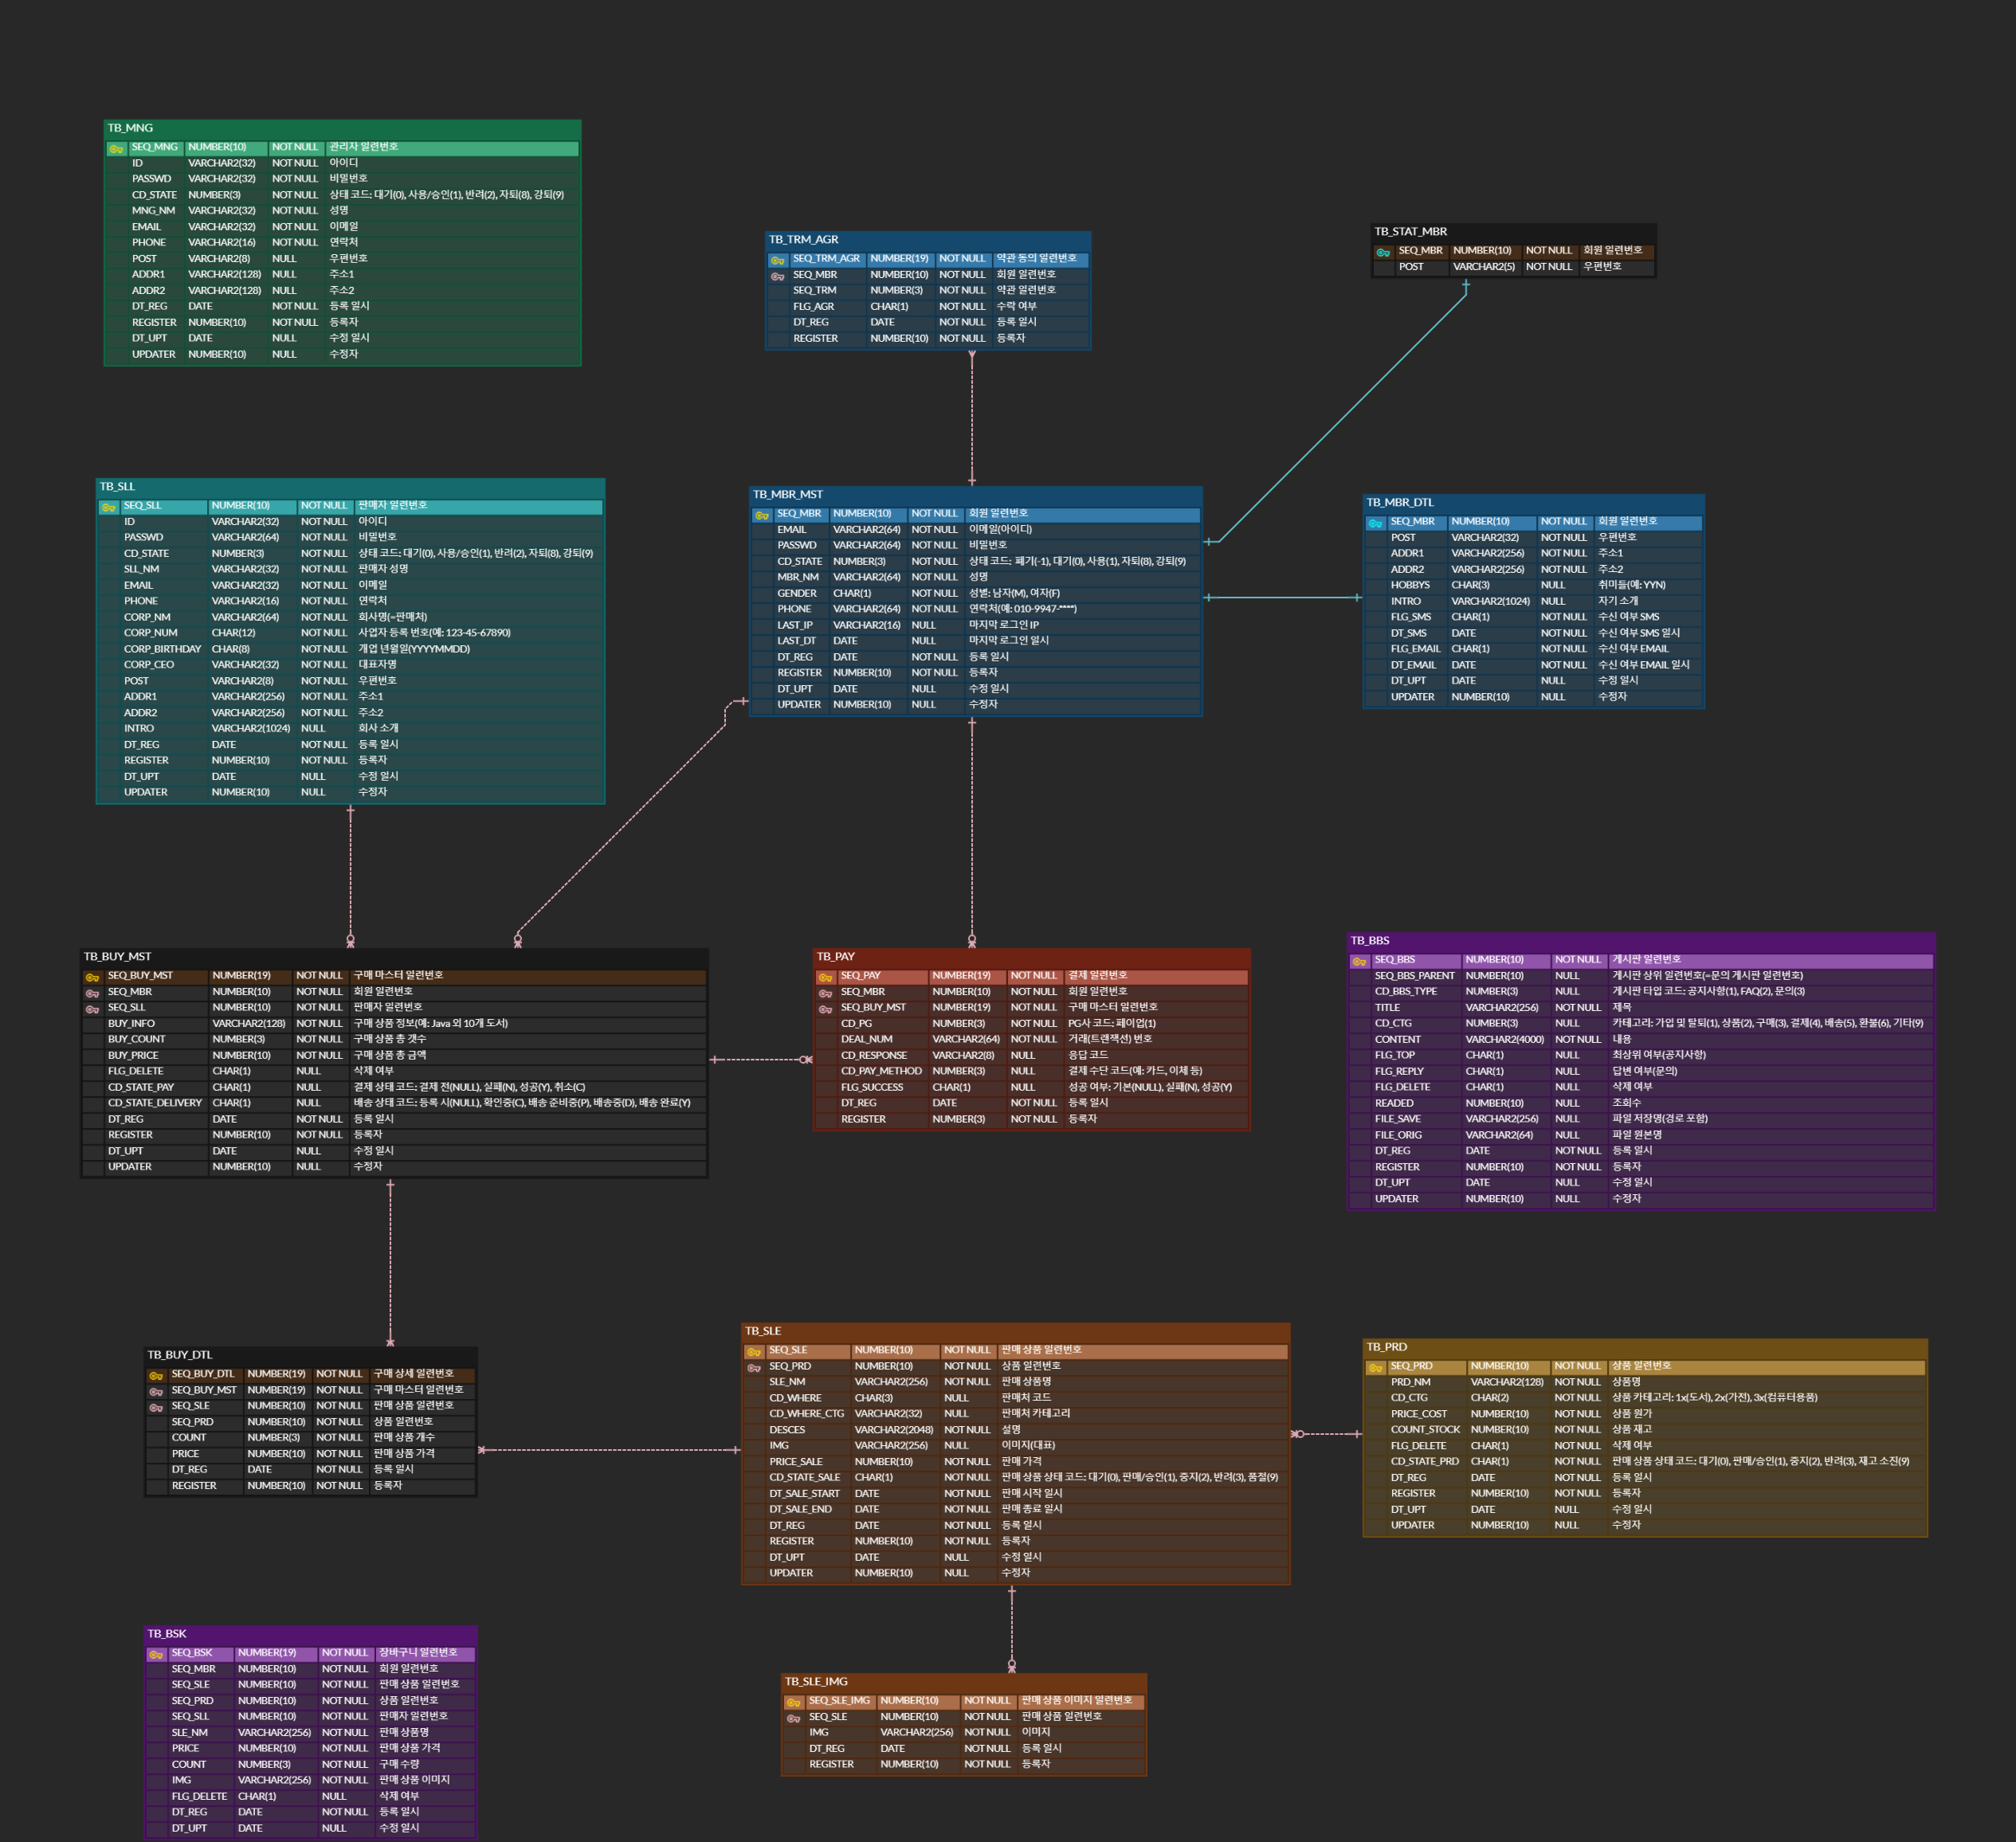 TB_MNG
SEQ_MNG NUMBER(10) NOT NULL 관리자 일련번호
ID VARCHAR2(32) NOT NULL 아이디
PASSWD VARCHAR2(32) NOT NULL 비밀번호
CD_STATE NUMBER(3) NOT NULL 상태 코드: 대기(0), 사용/승인(1), 반려(2), 자퇴(8), 강퇴(9)
MNG_NM VARCHAR2(32) NOT NULL 성명
EMAIL VARCHAR2(32) NOT NULL 이메일
PHONE VARCHAR2(16) NOT NULL 연락처
POST VARCHAR2(8) NULL 우편번호
ADDR1 VARCHAR2(128) NULL 주소1
ADDR2 VARCHAR2(128) NULL 주소2
DT_REG DATE NOT NULL 등록 일시
REGISTER NUMBER(10) NOT NULL 등록자
DT_UPT DATE NULL 수정 일시
UPDATER NUMBER(10) NULL 수정자
TB_TRM_AGR
SEQ_TRM_AGR NUMBER(19) NOT NULL 약관 동의 일련번호
SEQ_MBR NUMBER(10) NOT NULL 회원 일련번호
SEQ_TRM NUMBER(3) NOT NULL 약관 일련번호
FLG_AGR CHAR(1) NOT NULL 수락 여부
DT_REG DATE NOT NULL 등록 일시
REGISTER NUMBER(10) NOT NULL 등록자
TB_STAT_MBR
SEQ_MBR NUMBER(10) NOT NULL 회원 일련번호
POST VARCHAR2(5) NOT NULL 우편번호
TB_SLL
SEQ_SLL NUMBER(10) NOT NULL 판매자 일련번호
ID VARCHAR2(32) NOT NULL 아이디
PASSWD VARCHAR2(64) NOT NULL 비밀번호
CD_STATE NUMBER(3) NOT NULL 상태 코드: 대기(0), 사용/승인(1), 반려(2), 자퇴(8), 강퇴(9)
SLL_NM VARCHAR2(32) NOT NULL 판매자 성명
EMAIL VARCHAR2(32) NOT NULL 이메일
PHONE VARCHAR2(16) NOT NULL 연락처
CORP_NM VARCHAR2(64) NOT NULL 회사명(=판매처)
CORP_NUM CHAR(12) NOT NULL 사업자 등록 번호(예: 123-45-67890)
CORP_BIRTHDAY CHAR(8) NOT NULL 개업 년월일(YYYYMMDD)
CORP_CEO VARCHAR2(32) NOT NULL 대표자명
POST VARCHAR2(8) NOT NULL 우편번호
ADDR1 VARCHAR2(256) NOT NULL 주소1
ADDR2 VARCHAR2(256) NOT NULL 주소2
INTRO VARCHAR2(1024) NULL 회사 소개
DT_REG DATE NOT NULL 등록 일시
REGISTER NUMBER(10) NOT NULL 등록자
DT_UPT DATE NULL 수정 일시
UPDATER NUMBER(10) NULL 수정자
TB_MBR_MST
SEQ_MBR NUMBER(10) NOT NULL 회원 일련번호
EMAIL VARCHAR2(64) NOT NULL 이메일(아이디)
PASSWD VARCHAR2(64) NOT NULL 비밀번호
CD_STATE NUMBER(3) NOT NULL 상태 코드: 폐기(-1), 대기(0), 사용(1), 자퇴(8), 강퇴(9)
MBR_NM VARCHAR2(64) NOT NULL 성명
GENDER CHAR(1) NOT NULL 성별: 남자(M), 여자(F)
PHONE VARCHAR2(64) NOT NULL 연락처(예: 010-9947-****)
LAST_IP VARCHAR2(16) NULL 마지막 로그인 IP
LAST_DT DATE NULL 마지막 로그인 일시
DT_REG DATE NOT NULL 등록 일시
REGISTER NUMBER(10) NOT NULL 등록자
DT_UPT DATE NULL 수정 일시
UPDATER NUMBER(10) NULL 수정자
TB_MBR_DTL
SEQ_MBR NUMBER(10) NOT NULL 회원 일련번호
POST VARCHAR2(32) NOT NULL 우편번호
ADDR1 VARCHAR2(256) NOT NULL 주소1
ADDR2 VARCHAR2(256) NOT NULL 주소2
HOBBYS CHAR(3) NULL 취미들(예: YYN)
INTRO VARCHAR2(1024) NULL 자기 소개
FLG_SMS CHAR(1) NOT NULL 수신 여부 SMS
DT_SMS DATE NOT NULL 수신 여부 SMS 일시
FLG_EMAIL CHAR(1) NOT NULL 수신 여부 EMAIL
DT_EMAIL DATE NOT NULL 수신 여부 EMAIL 일시
DT_UPT DATE NULL 수정 일시
UPDATER NUMBER(10) NULL 수정자
TB_BUY_MST
SEQ_BUY_MST NUMBER(19) NOT NULL 구매 마스터 일련번호
SEQ_MBR NUMBER(10) NOT NULL 회원 일련번호
SEQ_SLL NUMBER(10) NOT NULL 판매자 일련번호
BUY_INFO VARCHAR2(128) NOT NULL 구매 상품 정보(예: Java 외 10개 도서)
BUY_COUNT NUMBER(3) NOT NULL 구매 상품 총 갯수
BUY_PRICE NUMBER(10) NOT NULL 구매 상품 총 금액
FLG_DELETE CHAR(1) NULL 삭제 여부
CD_STATE_PAY CHAR(1) NULL 결제 상태 코드: 결제 전(NULL), 실패(N), 성공(Y), 취소(C)
CD_STATE_DELIVERY CHAR(1) NULL 배송 상태 코드: 등록 시(NULL), 확인중(C), 배송 준비중(P), 배송중(D), 배송 완료(Y)
DT_REG DATE NOT NULL 등록 일시
REGISTER NUMBER(10) NOT NULL 등록자
DT_UPT DATE NULL 수정 일시
UPDATER NUMBER(10) NULL 수정자
TB_PAY
SEQ_PAY NUMBER(19) NOT NULL 결제 일련번호
SEQ_MBR NUMBER(10) NOT NULL 회원 일련번호
SEQ_BUY_MST NUMBER(19) NOT NULL 구매 마스터 일련번호
CD_PG NUMBER(3) NOT NULL PG사 코드: 페이업(1)
DEAL_NUM VARCHAR2(64) NOT NULL 거래(트랜잭션) 번호
CD_RESPONSE VARCHAR2(8) NULL 응답 코드
CD_PAY_METHOD NUMBER(3) NULL 결제 수단 코드(예: 카드, 이체 등)
FLG_SUCCESS CHAR(1) NULL 성공 여부: 기본(NULL), 실패(N), 성공(Y)
DT_REG DATE NOT NULL 등록 일시
REGISTER NUMBER(3) NOT NULL 등록자
TB_BBS
SEQ_BBS NUMBER(10) NOT NULL 게시판 일련번호
SEQ_BBS_PARENT NUMBER(10) NULL 게시판 상위 일련번호(=문의 게시판 일련번호)
CD_BBS_TYPE NUMBER(3) NULL 게시판 타입 코드: 공지사항(1), FAQ(2), 문의(3)
TITLE VARCHAR2(256) NOT NULL 제목
CD_CTG NUMBER(3) NULL 카테고리: 가입 및 탈퇴(1), 상품(2), 구매(3), 결제(4), 배송(5), 환불(6), 기타(9)
CONTENT VARCHAR2(4000) NOT NULL 내용
FLG_TOP CHAR(1) NULL 최상위 여부(공지사항)
FLG_REPLY CHAR(1) NULL 답변 여부(문의)
FLG_DELETE CHAR(1) NULL 삭제 여부
READED NUMBER(10) NULL 조회수
FILE_SAVE VARCHAR2(256) NULL 파일 저장명(경로 포함)
FILE_ORIG VARCHAR2(64) NULL 파일 원본명
DT_REG DATE NOT NULL 등록 일시
REGISTER NUMBER(10) NOT NULL 등록자
DT_UPT DATE NULL 수정 일시
UPDATER NUMBER(10) NULL 수정자
TB_BUY_DTL
SEQ_BUY_DTL NUMBER(19) NOT NULL 구매 상세 일련번호
SEQ_BUY_MST NUMBER(19) NOT NULL 구매 마스터 일련번호
SEQ_SLE NUMBER(10) NOT NULL 판매 상품 일련번호
SEQ_PRD NUMBER(10) NOT NULL 상품 일련번호
COUNT NUMBER(3) NOT NULL 판매 상품 개수
PRICE NUMBER(10) NOT NULL 판매 상품 가격
DT_REG DATE NOT NULL 등록 일시
REGISTER NUMBER(10) NOT NULL 등록자
TB_SLE
SEQ_SLE NUMBER(10) NOT NULL 판매 상품 일련번호
SEQ_PRD NUMBER(10) NOT NULL 상품 일련번호
SLE_NM VARCHAR2(256) NOT NULL 판매 상품명
CD_WHERE CHAR(3) NULL 판매처 코드
CD_WHERE_CTG VARCHAR2(32) NULL 판매처 카테고리
DESCES VARCHAR2(2048) NOT NULL 설명
IMG VARCHAR2(256) NULL 이미지(대표)
PRICE_SALE NUMBER(10) NOT NULL 판매 가격
CD_STATE_SALE CHAR(1) NOT NULL 판매 상품 상태 코드: 대기(0), 판매/승인(1), 중지(2), 반려(3), 품절(9)
DT_SALE_START DATE NOT NULL 판매 시작 일시
DT_SALE_END DATE NOT NULL 판매 종료 일시
DT_REG DATE NOT NULL 등록 일시
REGISTER NUMBER(10) NOT NULL 등록자
DT_UPT DATE NULL 수정 일시
UPDATER NUMBER(10) NULL 수정자
TB_PRD
SEQ_PRD NUMBER(10) NOT NULL 상품 일련번호
PRD_NM VARCHAR2(128) NOT NULL 상품명
CD_CTG CHAR(2) NOT NULL 상품 카테고리: 1x(도서), 2x(가전), 3x(컴퓨터용품)
PRICE_COST NUMBER(10) NOT NULL 상품 원가
COUNT_STOCK NUMBER(10) NOT NULL 상품 재고
FLG_DELETE CHAR(1) NOT NULL 삭제 여부
CD_STATE_PRD CHAR(1) NOT NULL 판매 상품 상태 코드: 대기(0), 판매/승인(1), 중지(2), 반려(3), 재고 소진(9)
DT_REG DATE NOT NULL 등록 일시
REGISTER NUMBER(10) NOT NULL 등록자
DT_UPT DATE NULL 수정 일시
UPDATER NUMBER(10) NULL 수정자
TB_BSK
SEQ_BSK NUMBER(19) NOT NULL 장바구니 일련번호
SEQ_MBR NUMBER(10) NOT NULL 회원 일련번호
SEQ_SLE NUMBER(10) NOT NULL 판매 상품 일련번호
SEQ_PRD NUMBER(10) NOT NULL 상품 일련번호
SEQ_SLL NUMBER(10) NOT NULL 판매자 일련번호
SLE_NM VARCHAR2(256) NOT NULL 판매 상품명
PRICE NUMBER(10) NOT NULL 판매 상품 가격
COUNT NUMBER(3) NOT NULL 구매 수량
IMG VARCHAR2(256) NOT NULL 판매 상품 이미지
FLG_DELETE CHAR(1) NULL 삭제 여부
DT_REG DATE NOT NULL 등록 일시
DT_UPT DATE NULL 수정 일시
TB_SLE_IMG
SEQ_SLE_IMG NUMBER(10) NOT NULL 판매 상품 이미지 일련번호
SEQ_SLE NUMBER(10) NOT NULL 판매 상품 일련번호
IMG VARCHAR2(256) NOT NULL 이미지
DT_REG DATE NOT NULL 등록 일시
REGISTER NUMBER(10) NOT NULL 등록자